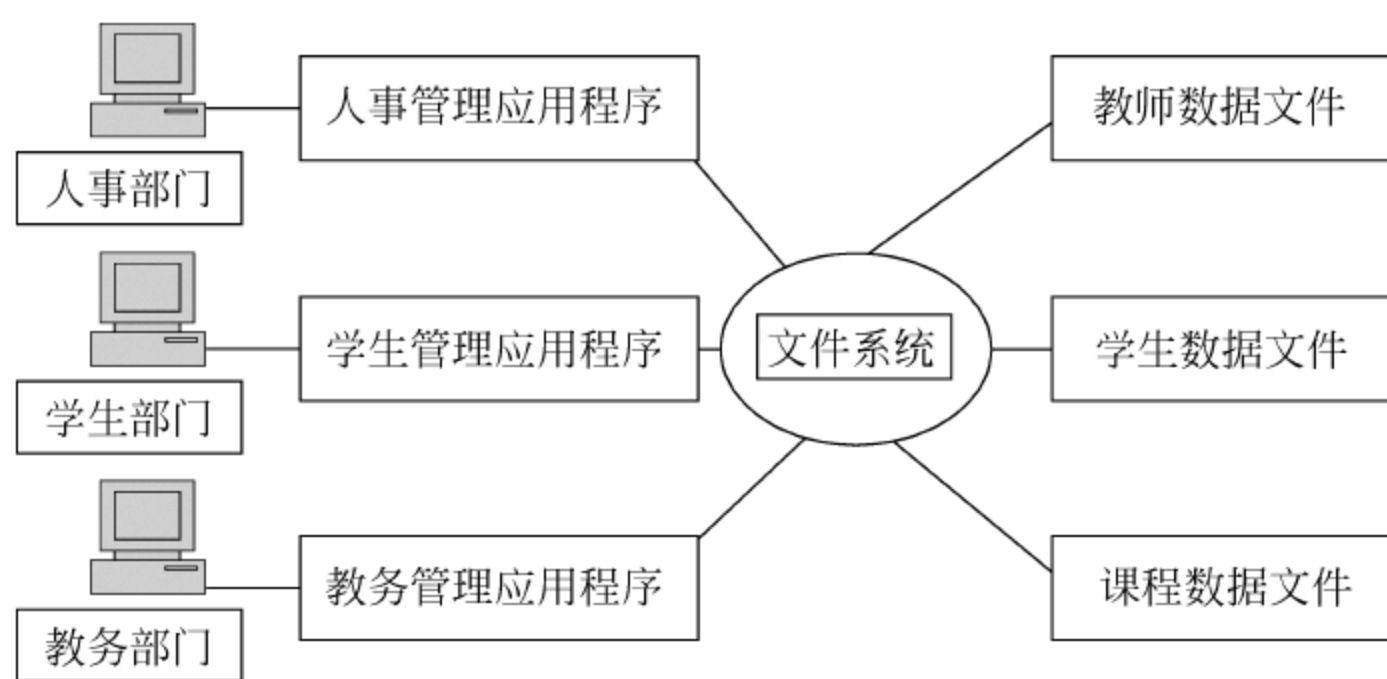 人事管理应用程序
教师数据文件
人事部门
学生管理应用程序
文件系统
学生数据文件
学生部门
教务管理应用程序
课程数据文件
教务部门